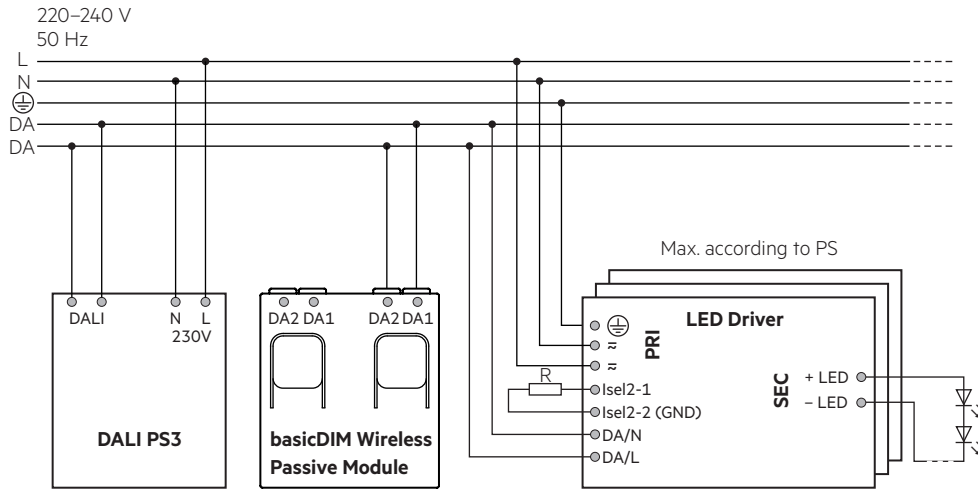 220–240 V
50 Hz
L
N
DA
DA
Max. according to PS
DALI
N L
230V
DALI PS3
DA2 DA1
DA2 DA1
basicDIM Wireless
Passive Module
LED Driver
PRI
SEC
R
Isel2-1
Isel2-2 (GND)
DA/N
DA/L
+ LED
– LED